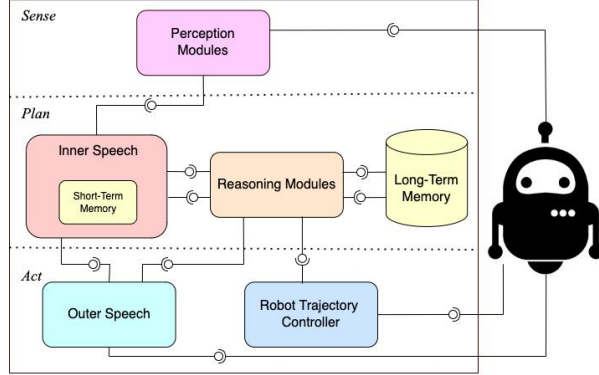 Sense
Perception
Modules
Plan
Inner Speech
Short-Term
Memory
Reasoning Modules
Long-Term
Memory
Act
Outer Speech
Robot Trajectory
Controller